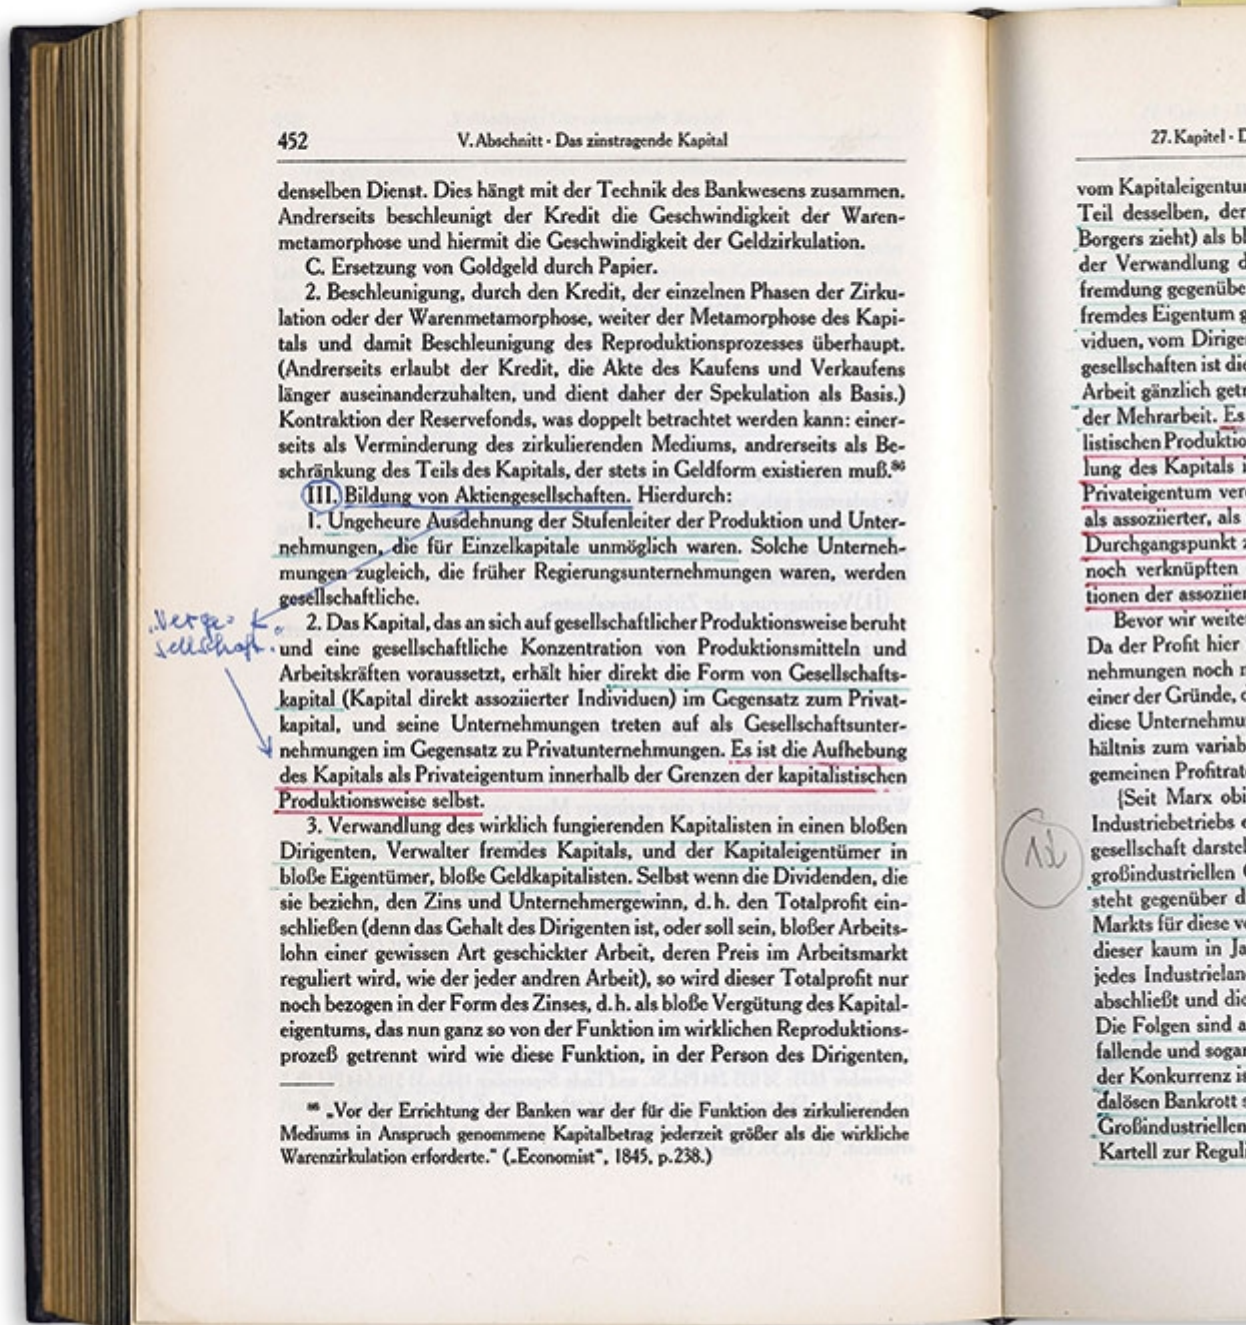 452
V. Abschnitt · Das zinstragende Kapital
denselben Dienst. Dies hängt mit der Technik des Bankwesens zusammen.
Andrerseits beschleunigt der Kredit die Geschwindigkeit der Waren-
metamorphose und hiermit die Geschwindigkeit der Geldzirkulation.
C. Ersetzung von Goldgeld durch Papier.
2. Beschleunigung, durch den Kredit, der einzelnen Phasen der Zirku-
lation oder der Warenmetamorphose, weiter der Metamorphose des Kapi-
tals und damit Beschleunigung des Reproduktionsprozesses überhaupt.
(Andrerseits erlaubt der Kredit, die Akte des Kaufens und Verkaufens
länger auseinanderzuhalten, und dient daher der Spekulation als Basis.)
Kontraktion der Reservefonds, was doppelt betrachtet werden kann: einer-
seits als Verminderung des zirkulierenden Mediums, andrerseits als Be-
schränkung des Teils des Kapitals, der stets in Geldform existieren muß.⁸⁶
III. Bildung von Aktiengesellschaften. Hierdurch:
1. Ungeheure Ausdehnung der Stufenleiter der Produktion und Unter-
nehmungen, die für Einzelkapitale unmöglich waren. Solche Unterneh-
mungen zugleich, die früher Regierungsunternehmungen waren, werden
gesellschaftliche.
2. Das Kapital, das an sich auf gesellschaftlicher Produktionsweise beruht
und eine gesellschaftliche Konzentration von Produktionsmitteln und
Arbeitskräften voraussetzt, erhält hier direkt die Form von Gesellschafts-
kapital (Kapital direkt assoziierter Individuen) im Gegensatz zum Privat-
kapital, und seine Unternehmungen treten auf als Gesellschaftsunter-
nehmungen im Gegensatz zu Privatunternehmungen. Es ist die Aufhebung
des Kapitals als Privateigentum innerhalb der Grenzen der kapitalistischen
Produktionsweise selbst.
3. Verwandlung des wirklich fungierenden Kapitalisten in einen bloßen
Dirigenten, Verwalter fremdes Kapitals, und der Kapitaleigentümer in
bloße Eigentümer, bloße Geldkapitalisten. Selbst wenn die Dividenden, die
sie beziehn, den Zins und Unternehmergewinn, d.h. den Totalprofit ein-
schließen (denn das Gehalt des Dirigenten ist, oder soll sein, bloßer Arbeits-
lohn einer gewissen Art geschickter Arbeit, deren Preis im Arbeitsmarkt
reguliert wird, wie der jeder andren Arbeit), so wird dieser Totalprofit nur
noch bezogen in der Form des Zinses, d.h. als bloße Vergütung des Kapital-
eigentums, das nun ganz so von der Funktion im wirklichen Reproduktions-
prozeß getrennt wird wie diese Funktion, in der Person des Dirigenten,
⁸⁶ „Vor der Errichtung der Banken war der für die Funktion des zirkulierenden
Mediums in Anspruch genommene Kapitalbetrag jederzeit größer als die wirkliche
Warenzirkulation erforderte." („Economist", 1845, p.238.)
„Verge-
sellschaft."
27. Kapitel ·
vom
Teil desselben, der
Borgers zieht) als
der Verwandlung
fremdes Eigentum
viduen, vom
gesellschaften ist die
Arbeit gänzlich
der Mehrarbeit. Es
lung des Kapitals
Privateigentum
als assoziierter, als
Durchgangspunkt
noch verknüpften
tionen der
Bevor wir
Da der Profit hier
nehmungen noch
einer der Gründe,
diese
hältnis zum
gemeinen
{Seit Marx
Industriebetriebs
gesellschaft
großindustriellen
steht gegenüber
Markts für diese
dieser kaum in
jedes
abschließt und die
Die Folgen sind
fallende und sogar
der Konkurrenz
dalösen Bankrott
Großindustriellen
Kartell zur